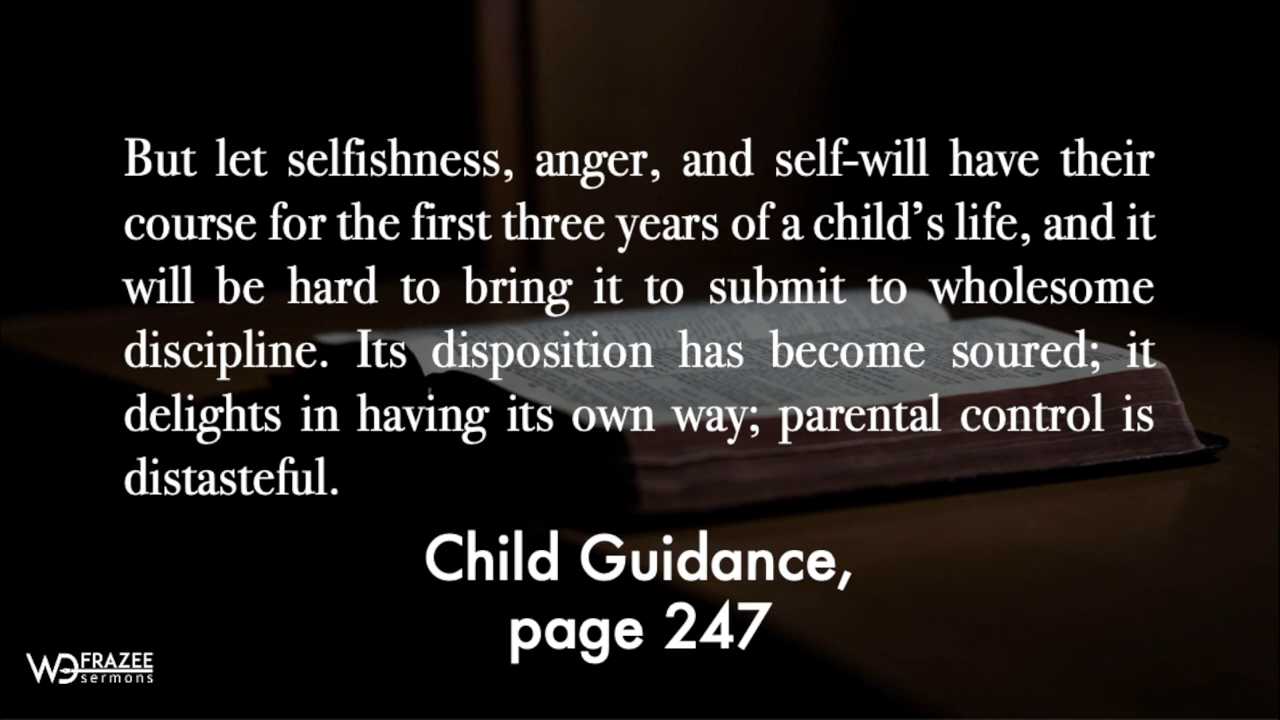 But let selfishness, anger, and self-will have their
course for the first three years of a child’s life, and it
will be hard to bring it to submit to wholesome
discipline. Its disposition has become soured; it
delights in having its own way; parental control is
distasteful.
Child Guidance,
page 247
WD FRAZEE
sermons